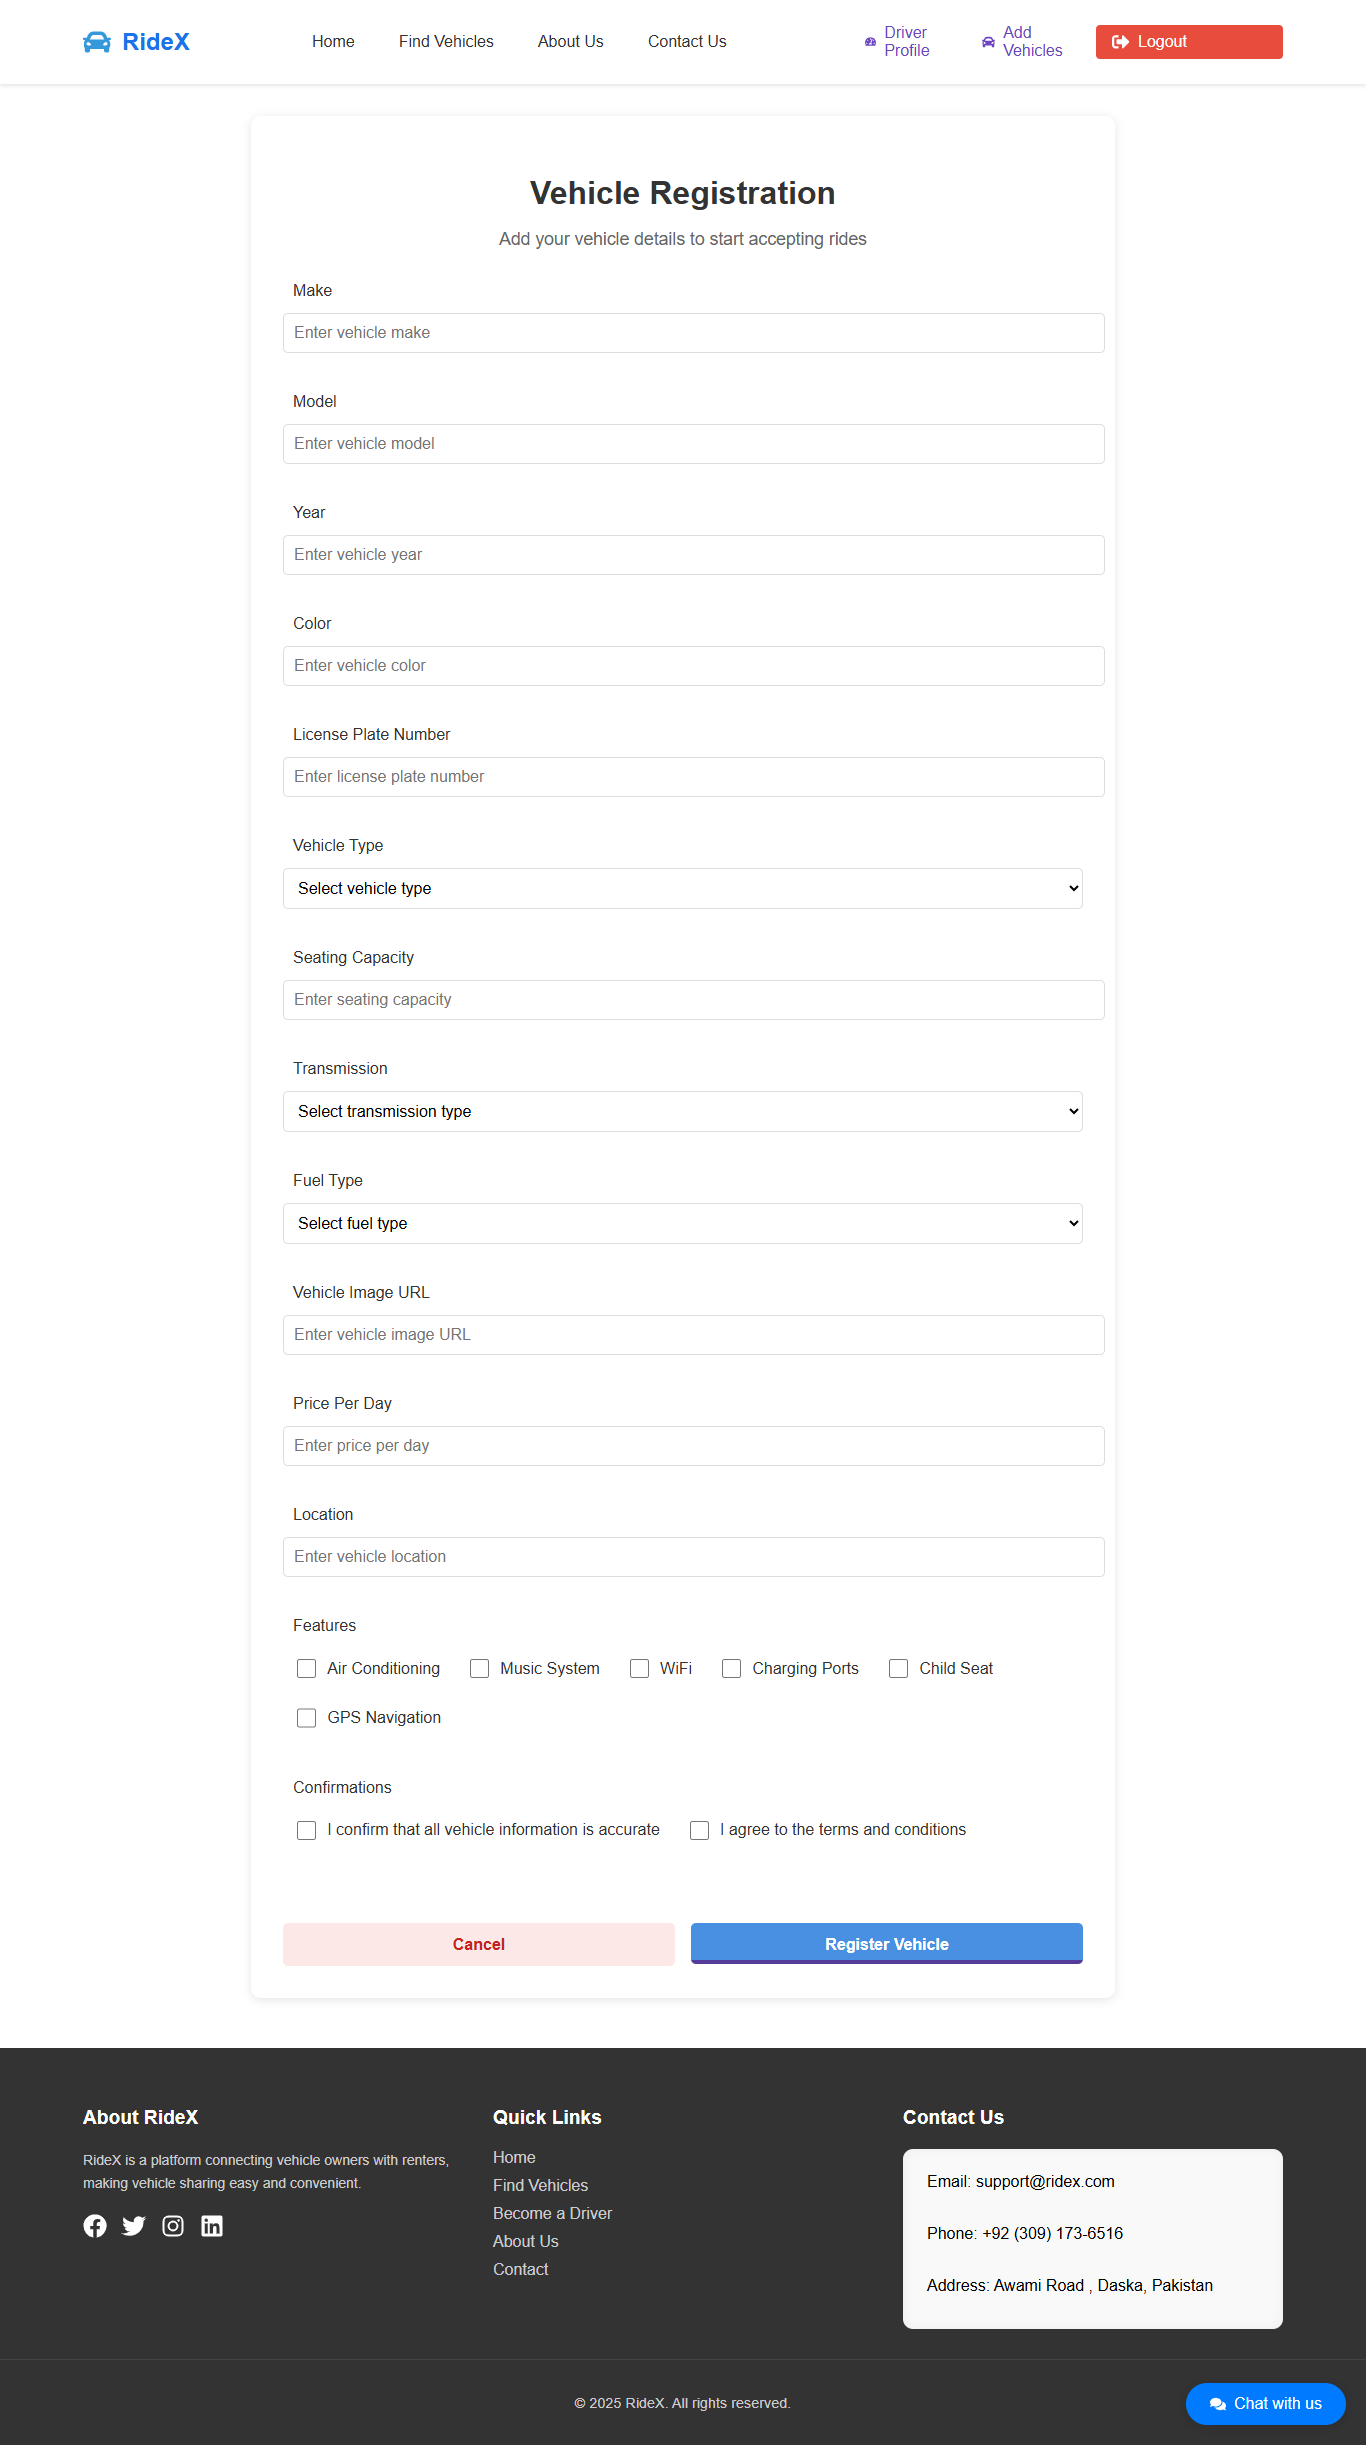 RideX
Home
Find Vehicles
About Us
Contact Us
Driver
Profile
Add
Vehicles
Logout
Vehicle Registration
Add your vehicle details to start accepting rides
Make
Enter vehicle make
Model
Enter vehicle model
Year
Enter vehicle year
Color
Enter vehicle color
License Plate Number
Enter license plate number
Vehicle Type
Select vehicle type
Seating Capacity
Enter seating capacity
Transmission
Select transmission type
Fuel Type
Select fuel type
Vehicle Image URL
Enter vehicle image URL
Price Per Day
Enter price per day
Location
Enter vehicle location
Features
Air Conditioning
Music System
WiFi
Charging Ports
Child Seat
GPS Navigation
Confirmations
I confirm that all vehicle information is accurate
I agree to the terms and conditions
Cancel
Register Vehicle
About RideX
RideX is a platform connecting vehicle owners with renters,
making vehicle sharing easy and convenient.
Quick Links
Home
Find Vehicles
Become a Driver
About Us
Contact
Contact Us
Email: support@ridex.com
Phone: +92 (309) 173-6516
Address: Awami Road , Daska, Pakistan
© 2025 RideX. All rights reserved.
Chat with us